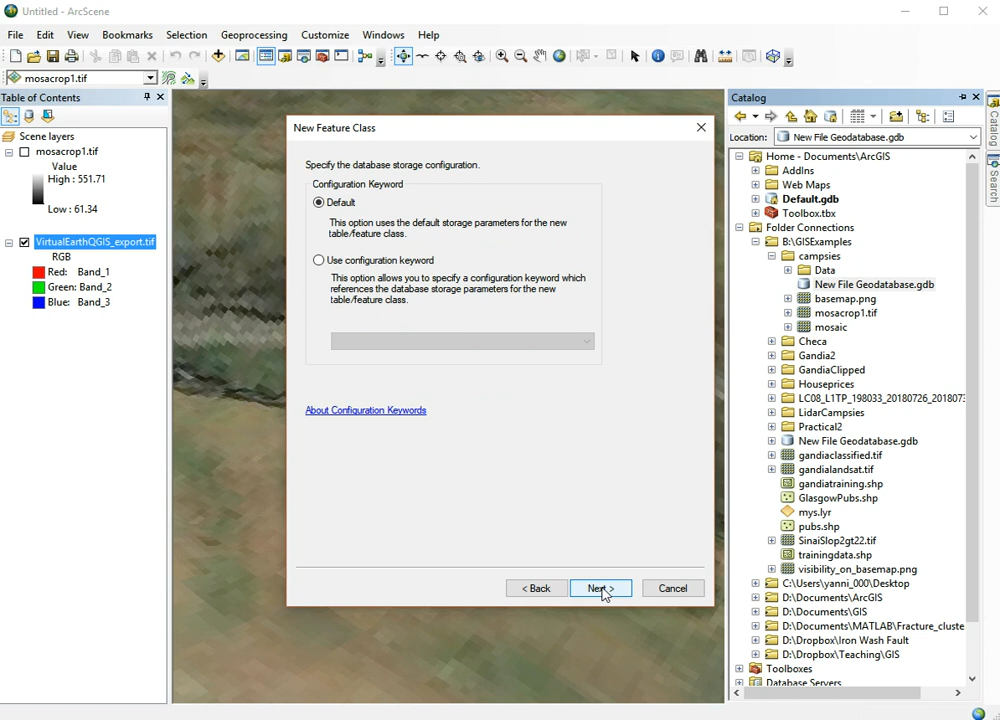 Untitled - ArcScene
File Edit View Bookmarks Selection Geoprocessing Customize Windows Help
mosacrop1.tif
Table of Contents
Scene layers
mosacrop1.tif
Value
High : 551.71
Low : 61.34
VirtualEarthQGIS_export.tif
RGB
Red: Band_1
Green: Band_2
Blue: Band_3
New Feature Class
Specify the database storage configuration.
Configuration Keyword
Default
This option uses the default storage parameters for the new
table/feature class.
Use configuration keyword
This option allows you to specify a configuration keyword which
references the database storage parameters for the new
table/feature class.
About Configuration Keywords
< Back Next > Cancel
Catalog
Location: New File Geodatabase.gdb
Home - Documents\ArcGIS
AddIns
Web Maps
Default.gdb
Toolbox.tbx
Folder Connections
B:\GISExamples
campsies
Data
New File Geodatabase.gdb
basemap.png
mosacrop1.tif
mosaic
Checa
Gandia2
GandiaClipped
Houseprices
LC08_L1TP_198033_20180726_2018073
LidarCampsies
Practical2
New File Geodatabase.gdb
gandiaclassified.tif
gandialandsat.tif
gandiatraining.shp
GlasgowPubs.shp
mys.lyr
pubs.shp
SinaiSlop2gt22.tif
trainingdata.shp
visibility_on_basemap.png
C:\Users\yanni_000\Desktop
D:\Documents\ArcGIS
D:\Documents\GIS
D:\Documents\MATLAB\Fracture_cluste
D:\Dropbox\Iron Wash Fault
D:\Dropbox\Teaching\GIS
Toolboxes
Database Servers
Catalog
Search